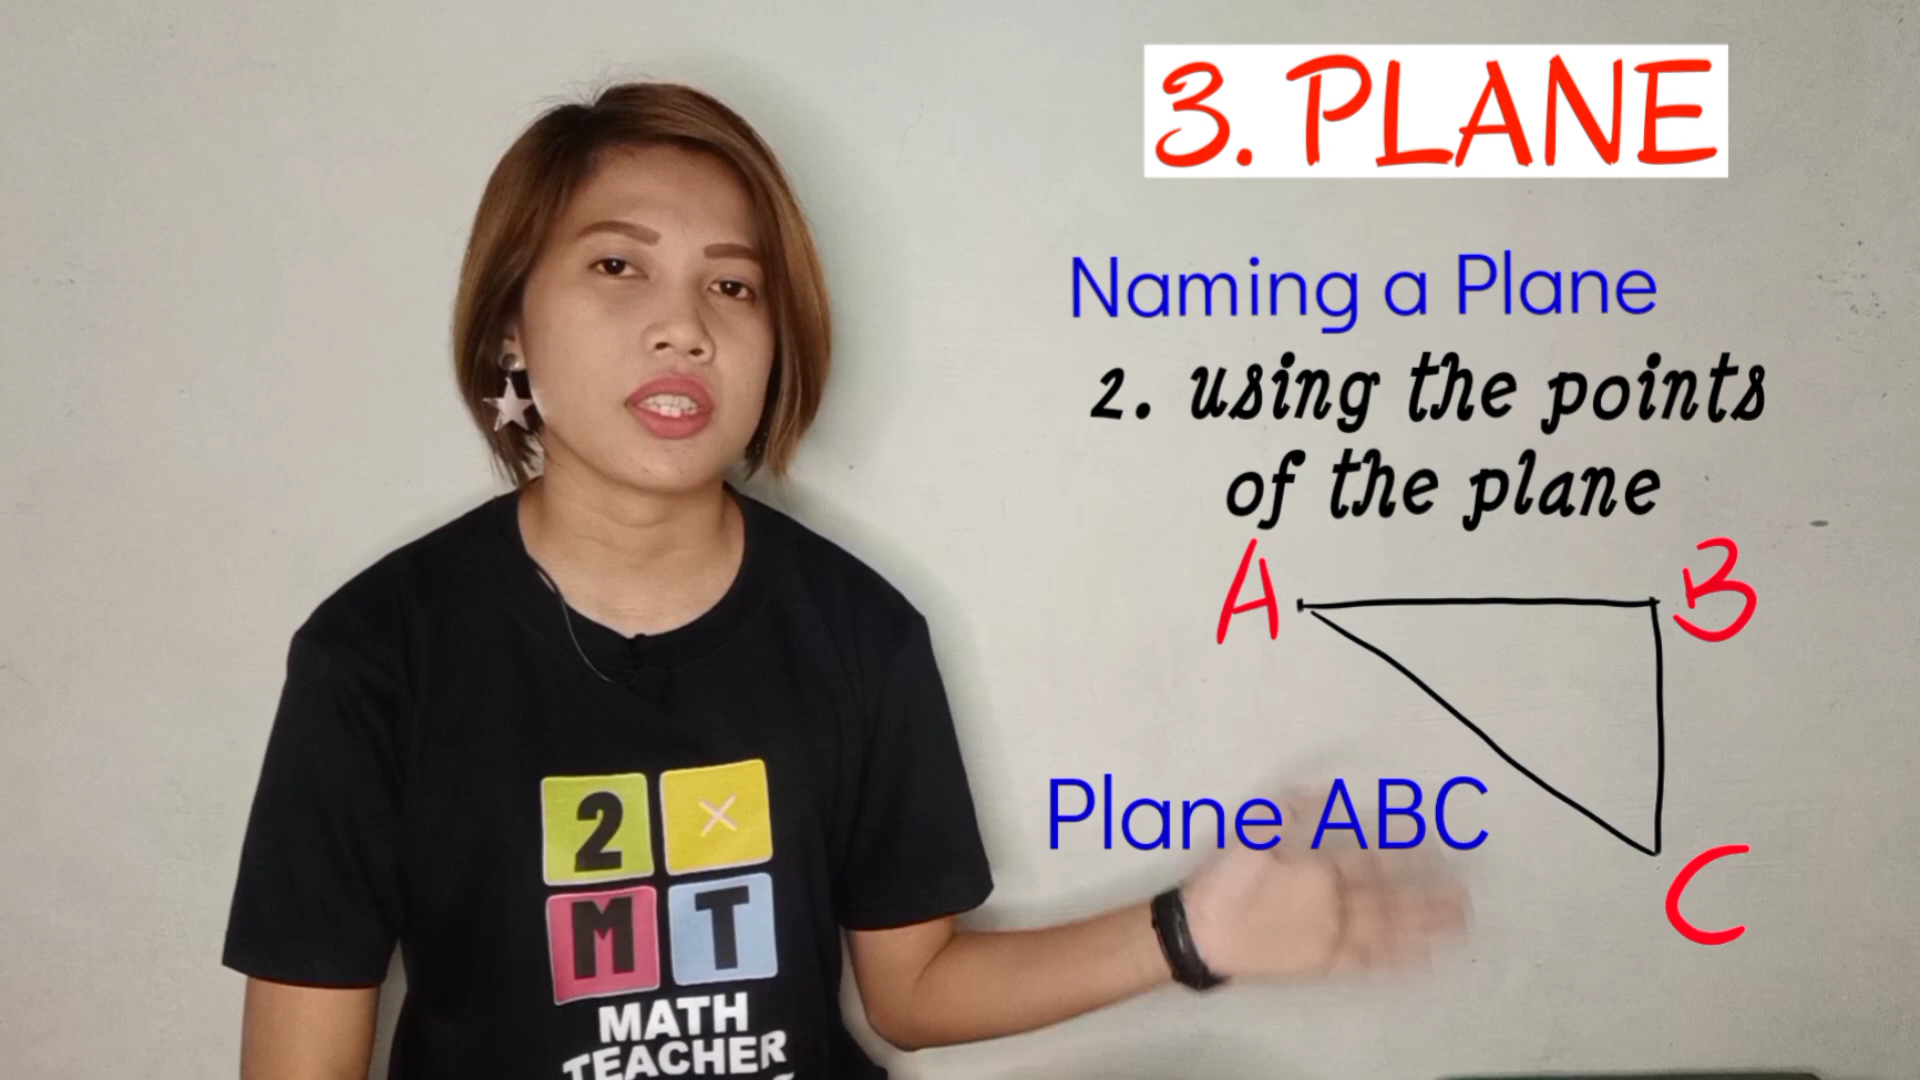 3. PLANE
Naming a Plane
2. using the points
of the plane
A
B
Plane ABC
C
2 ×
M T
MATH
TEACHER